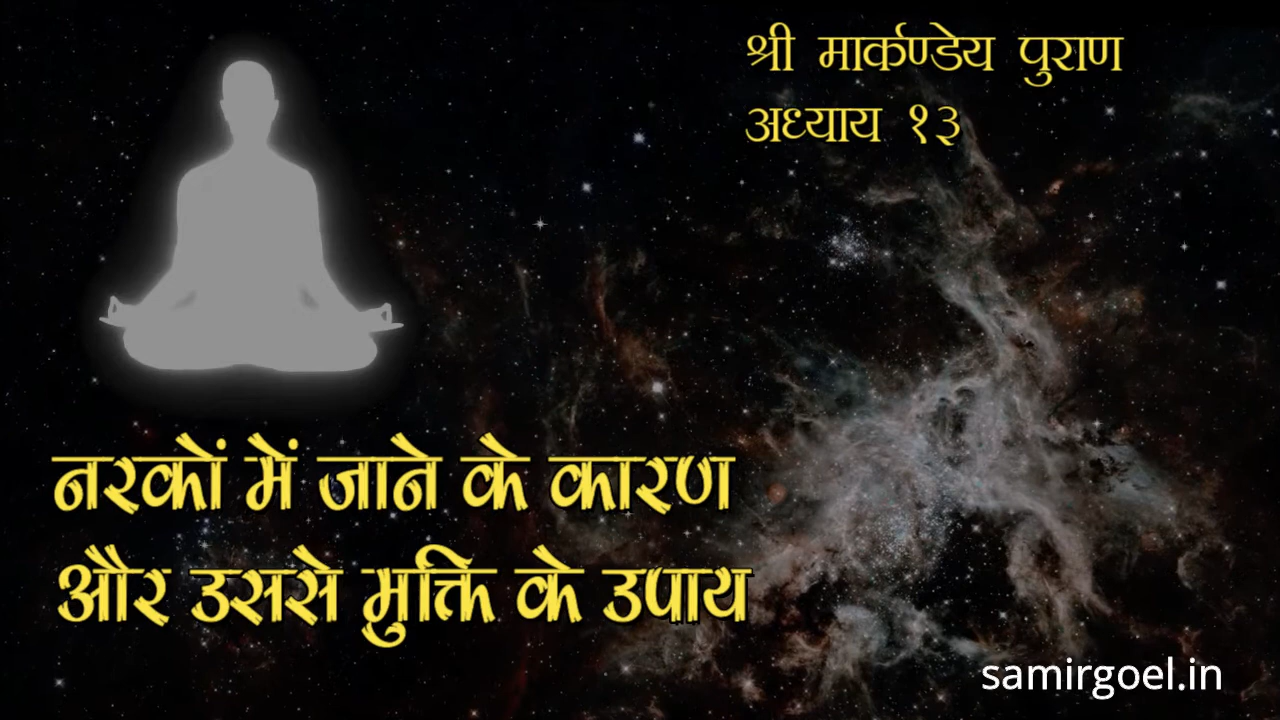 श्री मार्कण्डेय पुराण
अध्याय १३
नरकों में जाने के कारण
और उससे मुक्ति के उपाय
samirgoel.in